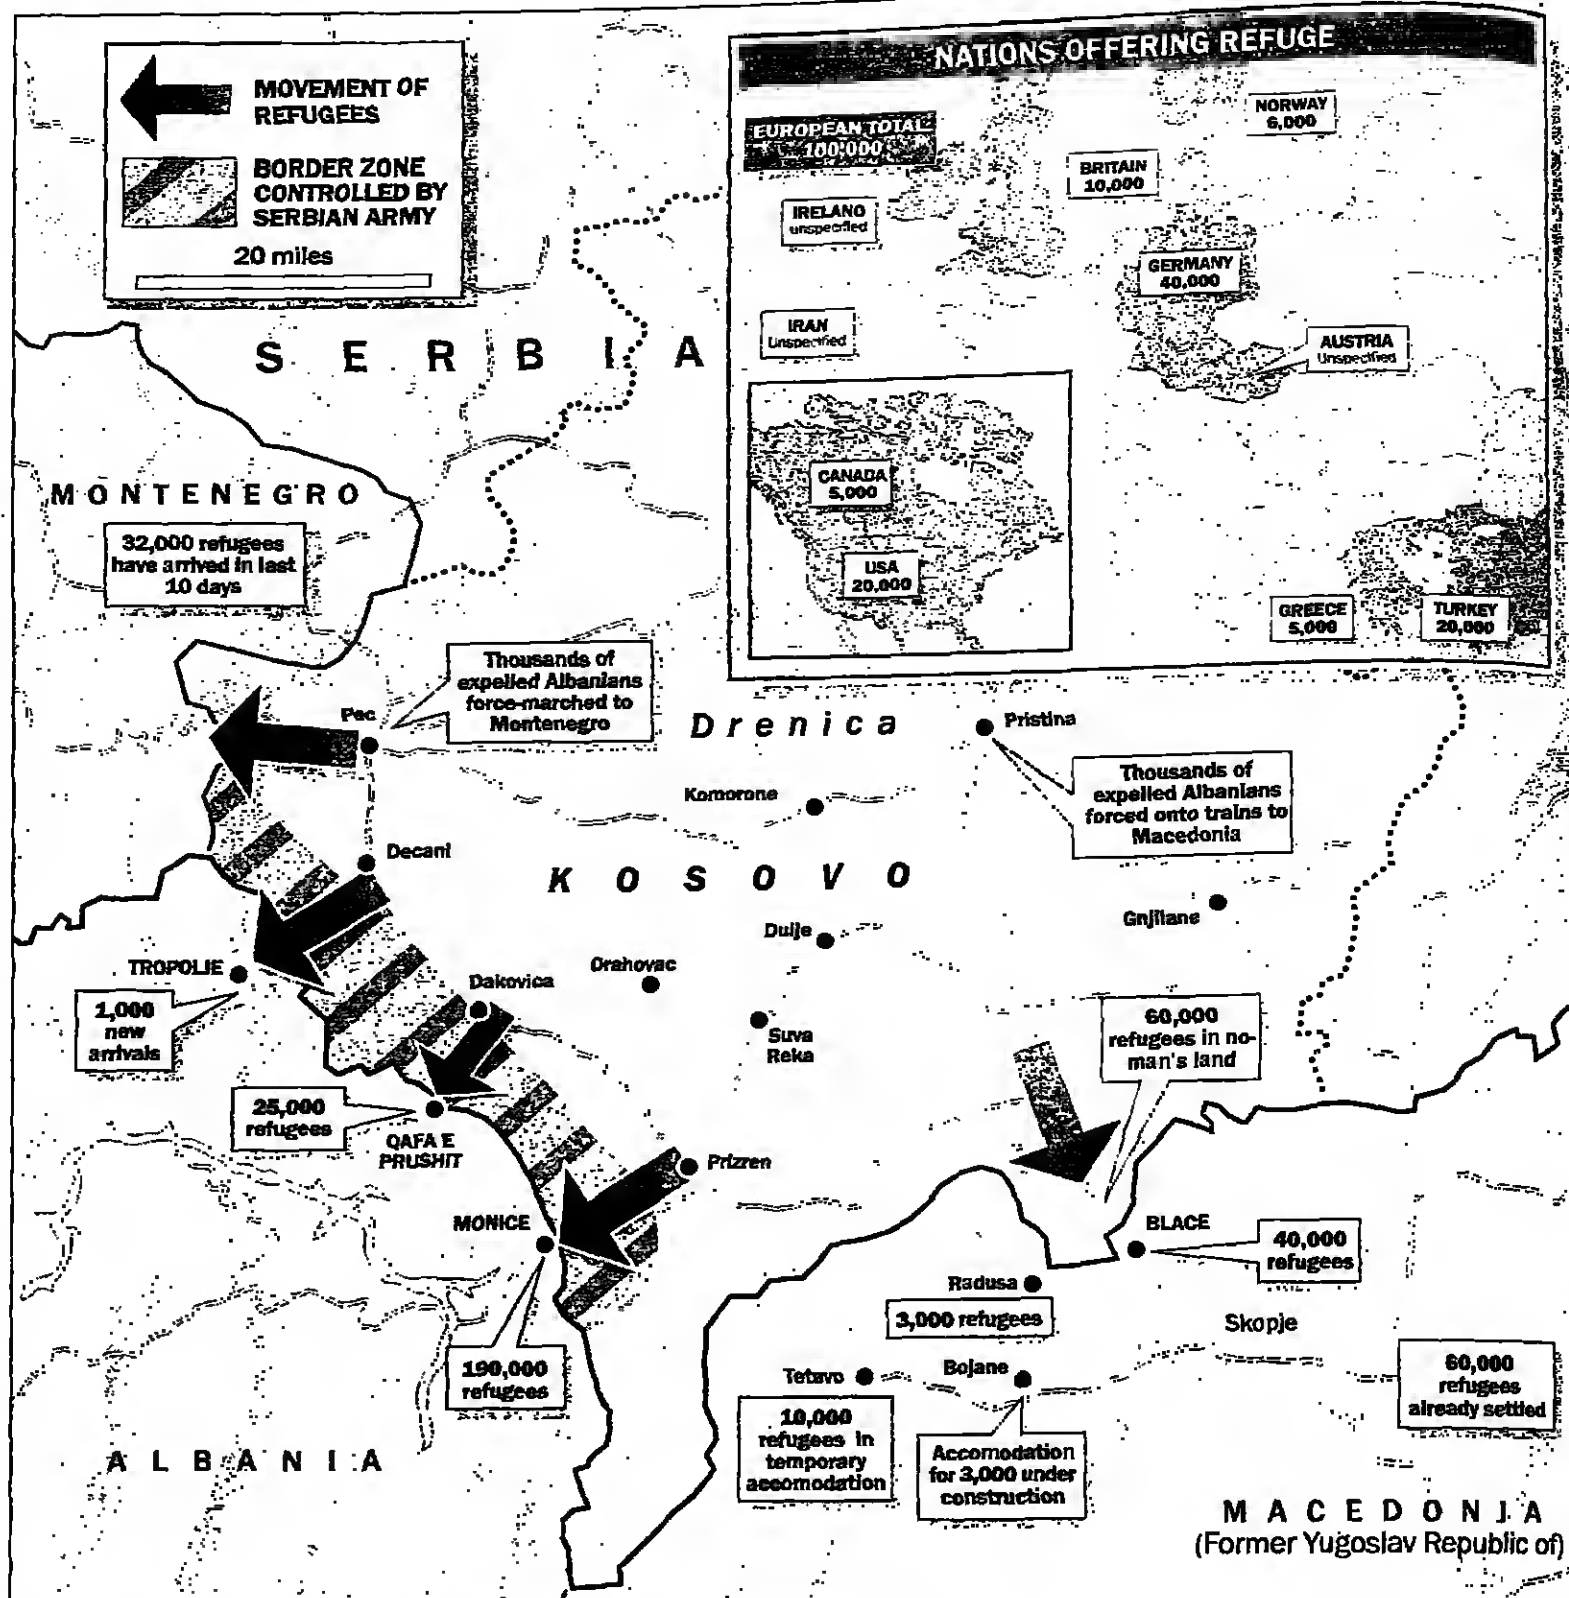 MOVEMENT OF
REFUGEES
BORDER ZONE
CONTROLLED BY
SERBIAN ARMY
20 miles
NATIONS OFFERING REFUGE
EUROPEAN TOTAL
100'000
NORWAY
6,000
BRITAIN
10,000
IRELAND
unspecified
GERMANY
40,000
IRAN
Unspecified
AUSTRIA
Unspecified
CANADA
5,000
USA
20,000
GREECE
5,000
TURKEY
20,000
SERBIA
MONTENEGRO
32,000 refugees
have arrived in last
10 days
Thousands of
expelled Albanians
force-marched to
Montenegro
Pec
Drenica
Pristina
Thousands of
expelled Albanians
forced onto trains to
Macedonia
Komorone
Decani
KOSOVO
Gnjilane
Dulje
Orahovac
TROPOLJE
Dakovica
1,000
new
arrivals
Suva
Reka
60,000
refugees in no-
man's land
25,000
refugees
QAFA E
PRUSHIT
Prizren
MONICE
BLACE
40,000
refugees
Radusa
3,000 refugees
Skopje
190,000
refugees
Tetovo
Bojane
60,000
refugees
already settled
10,000
refugees in
temporary
accomodation
Accomodation
for 3,000 under
construction
ALBANIA
MACEDONIA
(Former Yugoslav Republic of)